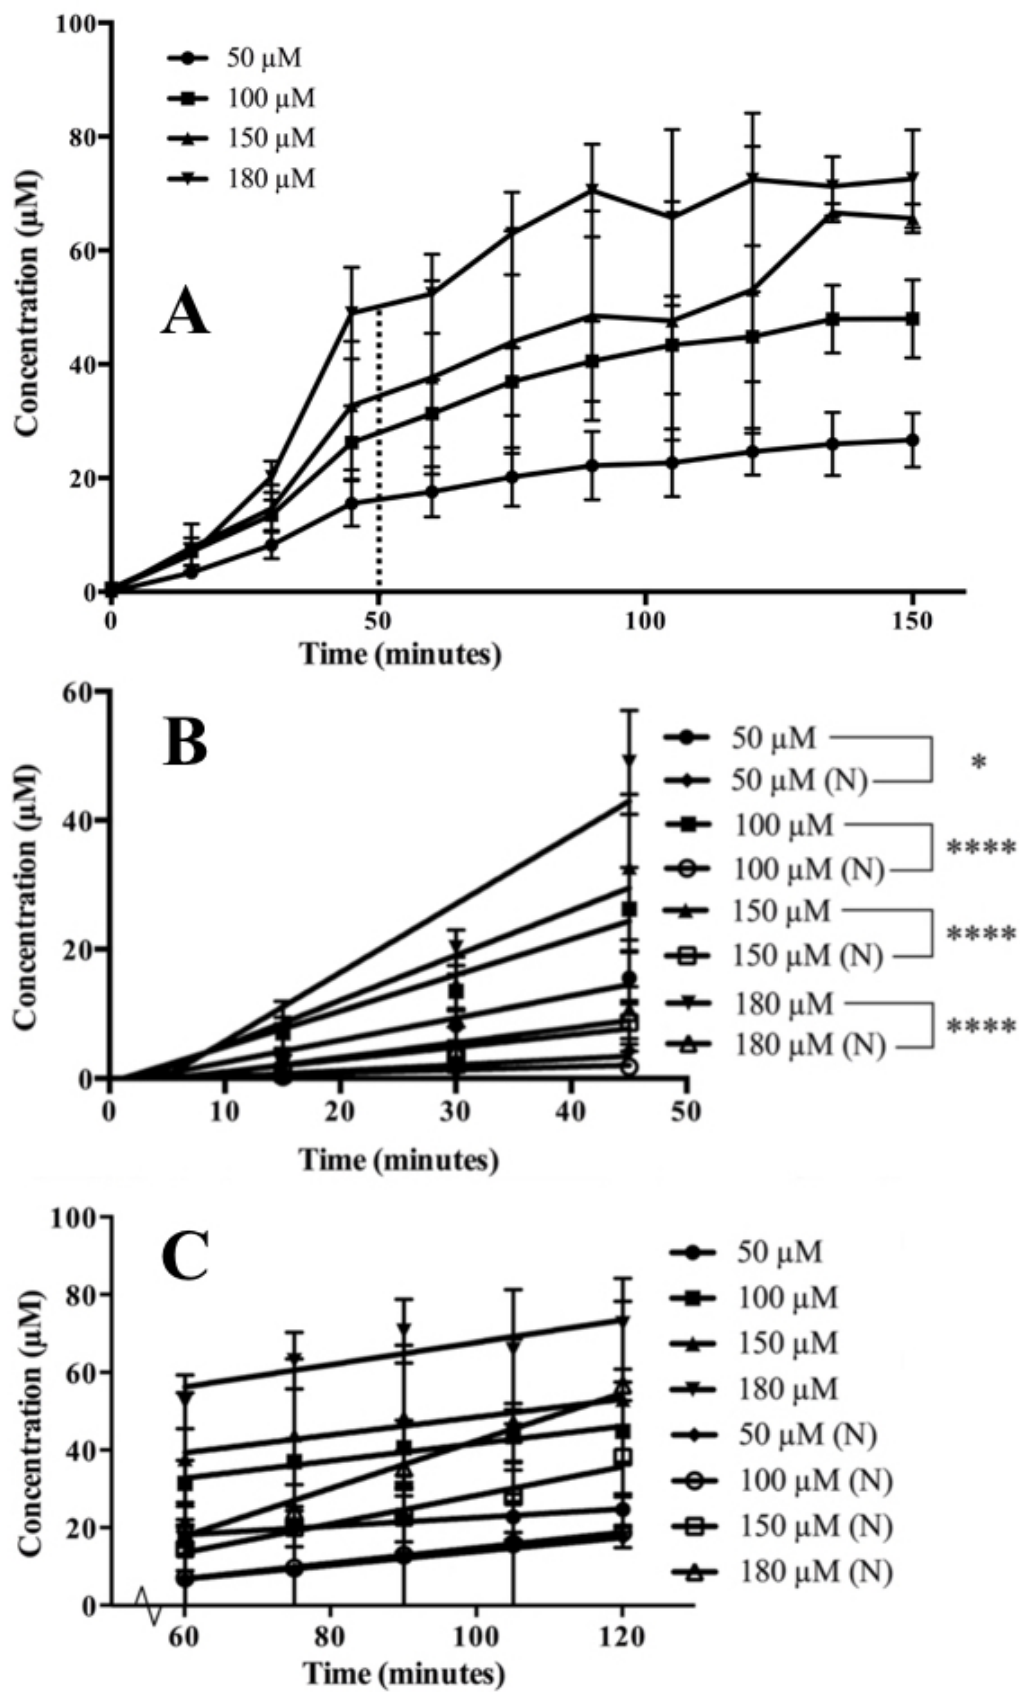 100
80
60
40
20
0
Concentration (µM)
50 µM
100 µM
150 µM
180 µM
A
0
50
100
150
Time (minutes)
60
40
20
0
Concentration (µM)
B
50 µM
50 µM (N)
*
100 µM
100 µM (N)
****
150 µM
150 µM (N)
****
180 µM
180 µM (N)
****
0
10
20
30
40
50
Time (minutes)
100
80
60
40
20
0
Concentration (µM)
C
50 µM
100 µM
150 µM
180 µM
50 µM (N)
100 µM (N)
150 µM (N)
180 µM (N)
60
80
100
120
Time (minutes)